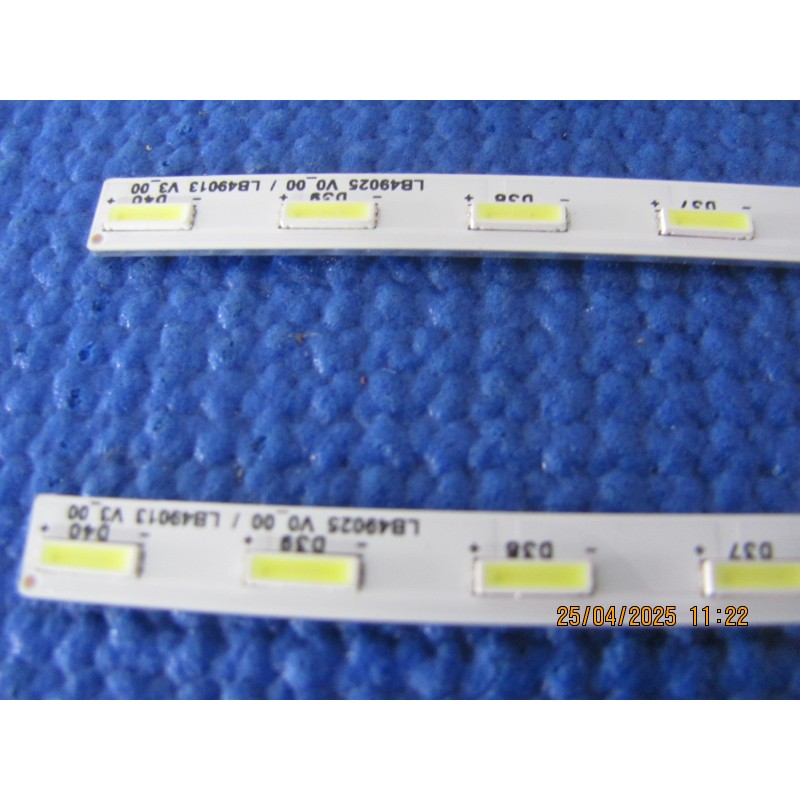 LB49025 V0_00 / LB49013 V3_00
+ D40 - + D39 - + D38 - + D37 -
LB49025 V0_00 / LB49013 V3_00
+ D40 - + D39 - + D38 - + D37
25/04/2025 11:22